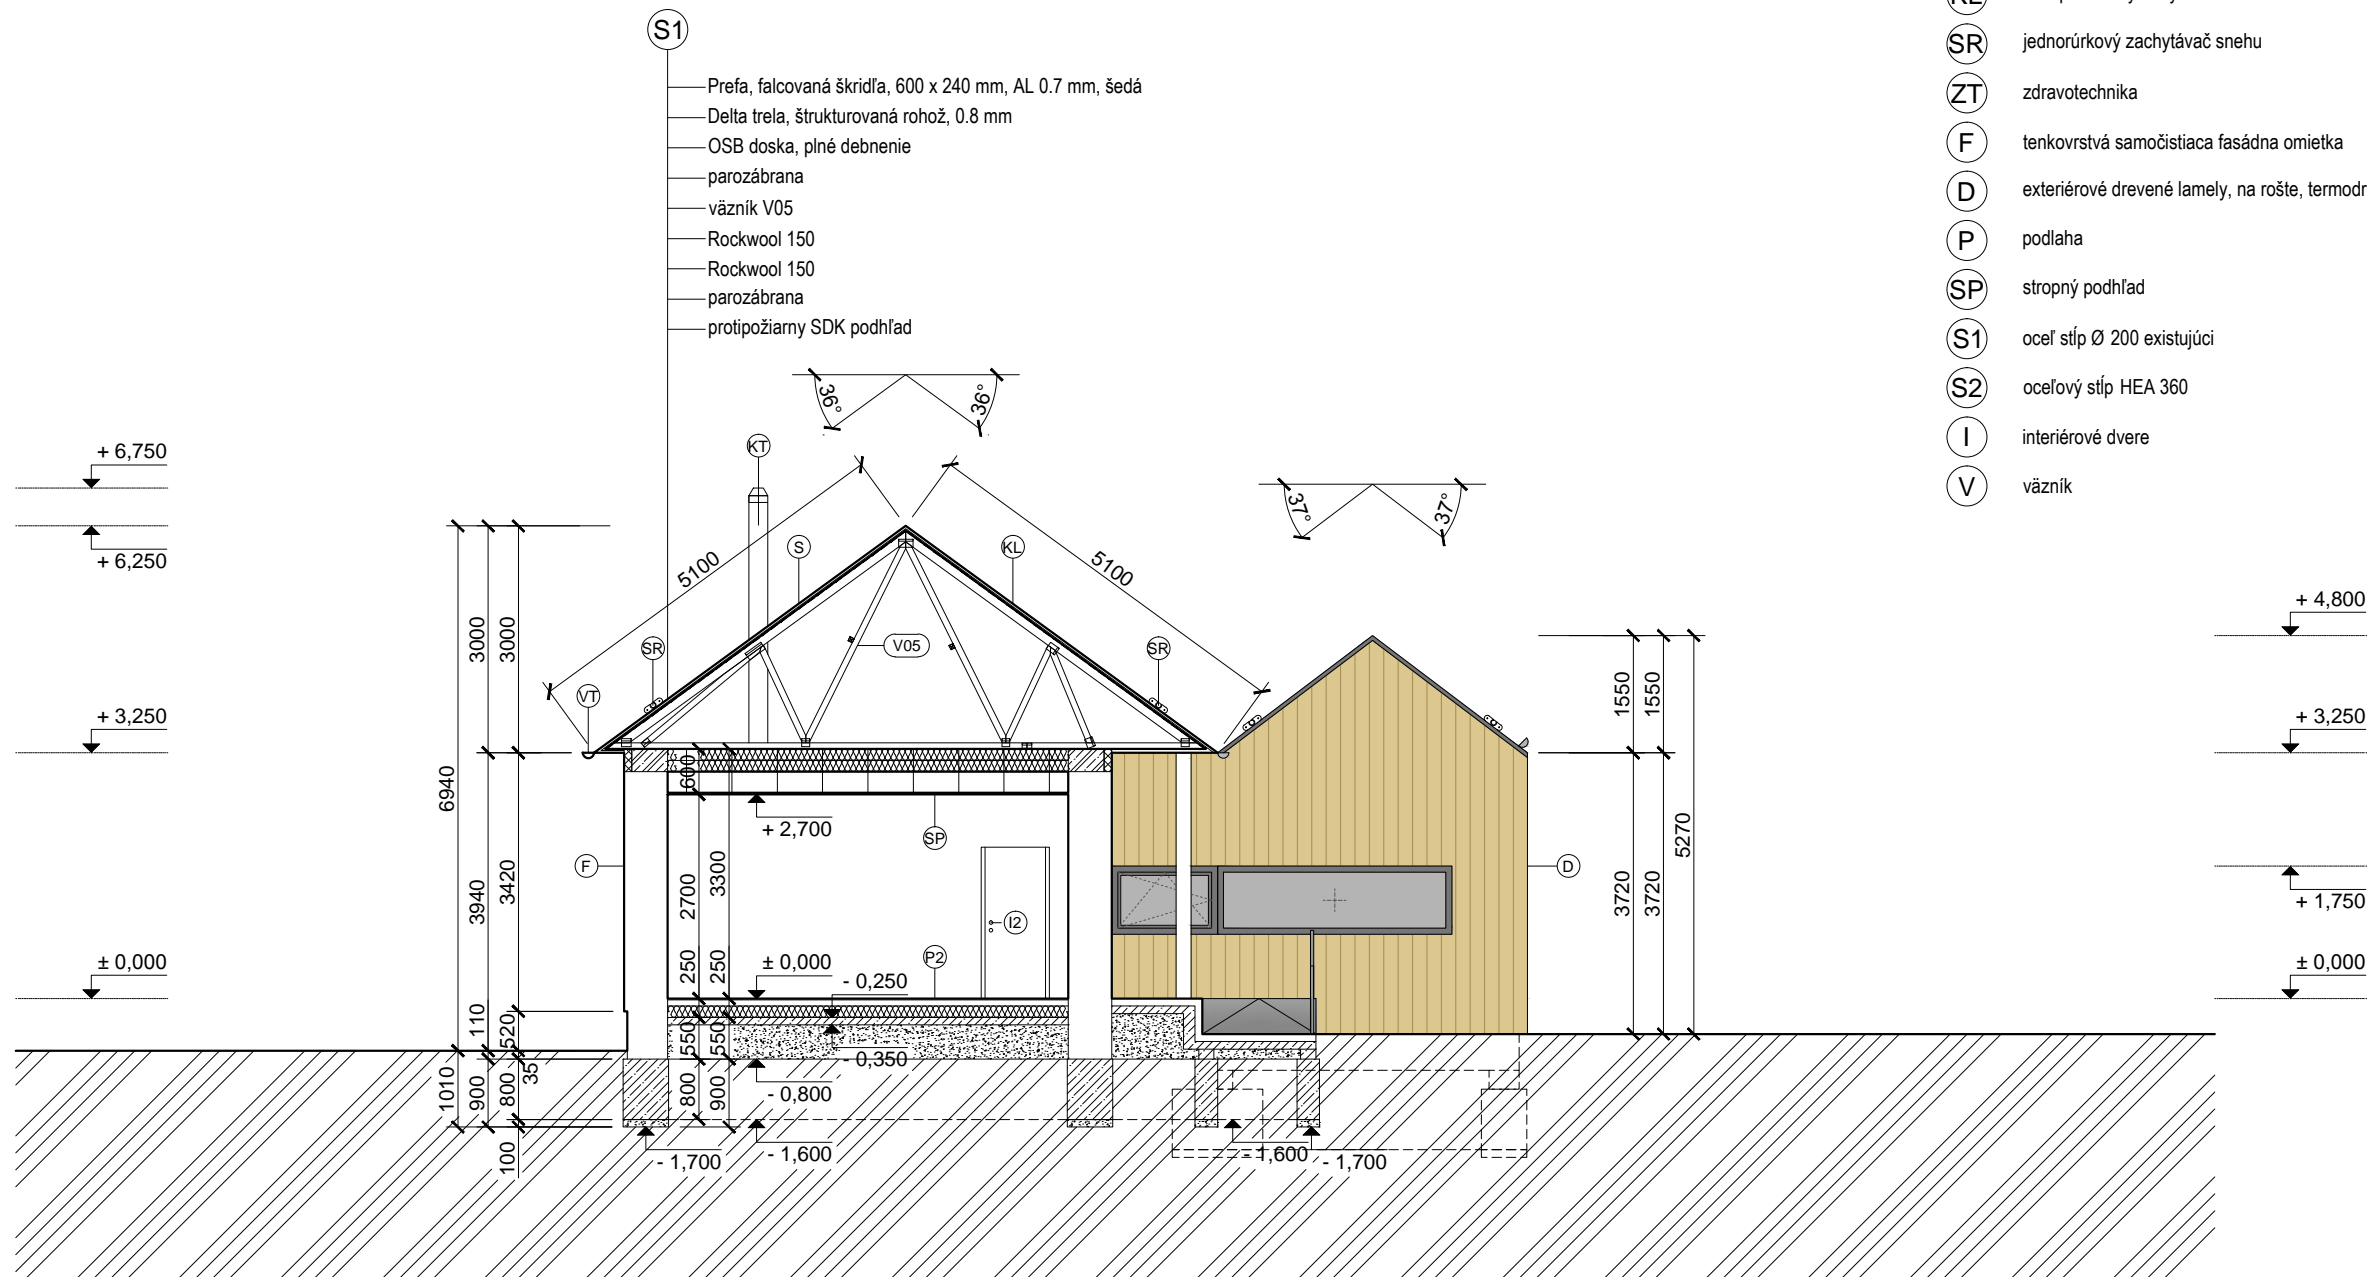 S1
Prefa, falcovaná škridľa, 600 x 240 mm, AL 0.7 mm, šedá
Delta trela, štrukturovaná rohož, 0.8 mm
OSB doska, plné debnenie
parozábrana
väzník V05
Rockwool 150
Rockwool 150
parozábrana
protipožiarny SDK podhľad
SR jednorúrkový zachytávač snehu
ZT zdravotechnika
F tenkovrstvá samočistiaca fasádna omietka
D exteriérové drevené lamely, na rošte, termodr
P podlaha
SP stropný podhľad
S1 oceľ stĺp Ø 200 existujúci
S2 oceľový stĺp HEA 360
I interiérové dvere
V väzník
36°
36°
37°
37°
+ 6,750
+ 6,250
+ 3,250
± 0,000
KT
S
KL
5100
5100
SR
SR
VT
V05
6940
3000
3000
3940
3420
110
520
1010
900
800
35
100
600
2700
3300
250
250
550
550
800
900
+ 2,700
SP
F
I2
P2
D
± 0,000
- 0,250
- 0,350
- 0,800
- 1,600
- 1,700
- 1,600
- 1,700
1550
1550
3720
3720
5270
+ 4,800
+ 3,250
+ 1,750
± 0,000